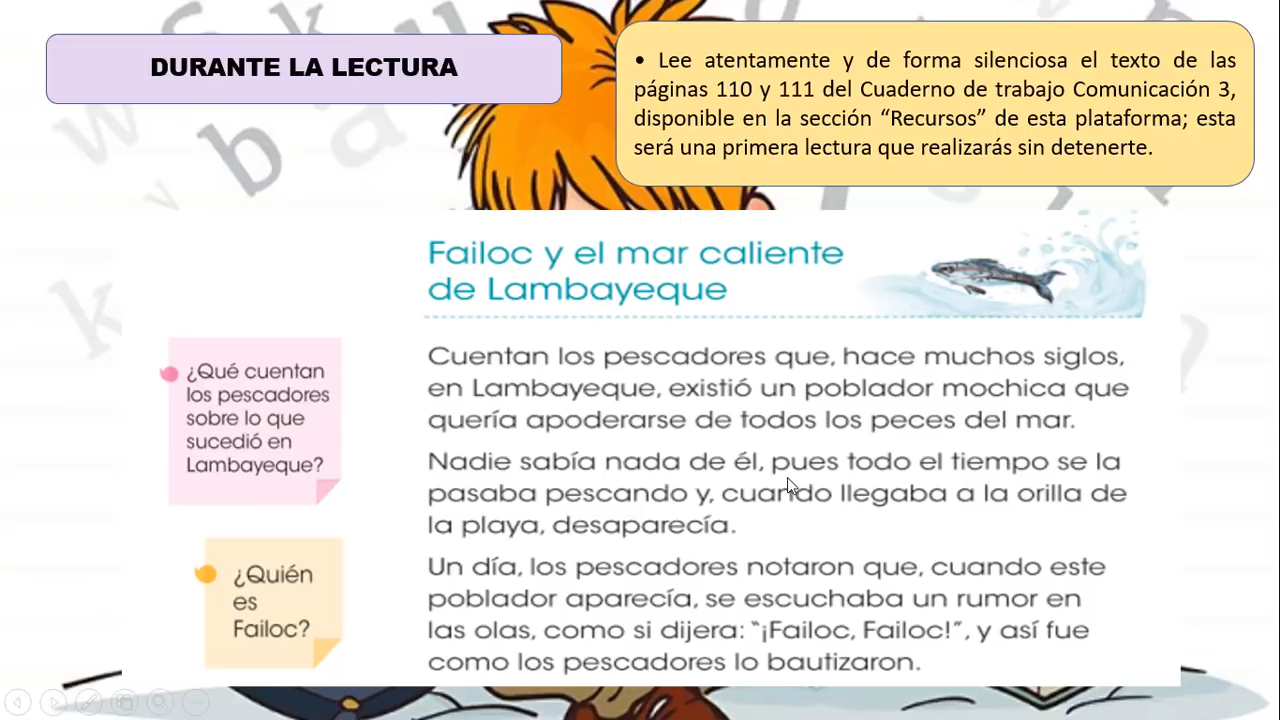 DURANTE LA LECTURA
• Lee atentamente y de forma silenciosa el texto de las
páginas 110 y 111 del Cuaderno de trabajo Comunicación 3,
disponible en la sección “Recursos” de esta plataforma; esta
será una primera lectura que realizarás sin detenerte.
Failoc y el mar caliente
de Lambayeque
¿Qué cuentan
los pescadores
sobre lo que
sucedió en
Lambayeque?
Cuentan los pescadores que, hace muchos siglos,
en Lambayeque, existió un poblador mochica que
quería apoderarse de todos los peces del mar.
Nadie sabía nada de él, pues todo el tiempo se la
pasaba pescando y, cuando llegaba a la orilla de
la playa, desaparecía.
¿Quién
es
Failoc?
Un día, los pescadores notaron que, cuando este
poblador aparecía, se escuchaba un rumor en
las olas, como si dijera: “¡Failoc, Failoc!”, y así fue
como los pescadores lo bautizaron.